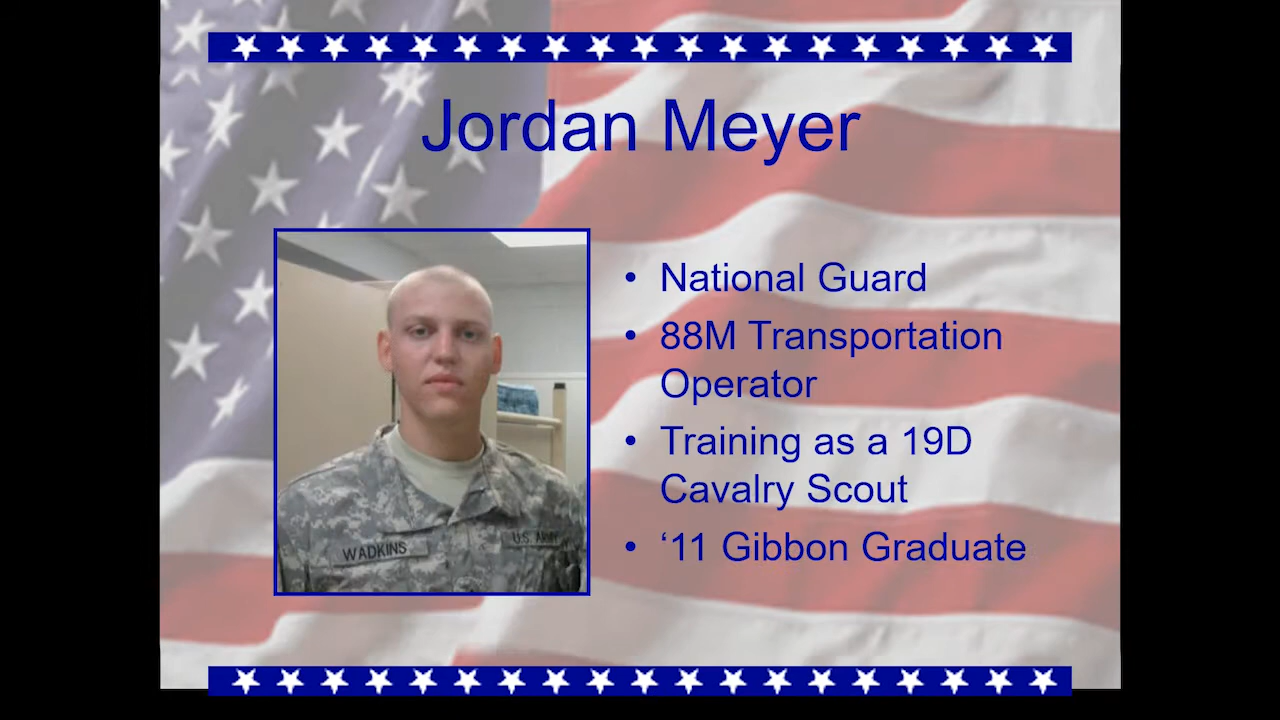 Jordan Meyer
• National Guard
• 88M Transportation
Operator
• Training as a 19D
Cavalry Scout
• ‘11 Gibbon Graduate
WADKINS
U.S. Army